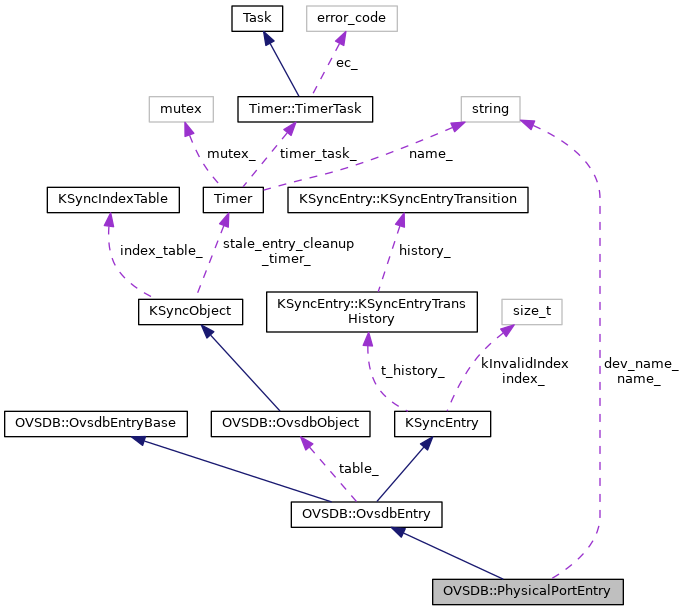 Task
error_code
ec_
mutex
Timer::TimerTask
string
mutex_
timer_task_
name_
KSyncIndexTable
Timer
KSyncEntry::KSyncEntryTransition
index_table_
stale_entry_cleanup
_timer_
history_
KSyncObject
KSyncEntry::KSyncEntryTrans
History
size_t
t_history_
kInvalidIndex
index_
dev_name_
name_
OVSDB::OvsdbEntryBase
OVSDB::OvsdbObject
KSyncEntry
table_
OVSDB::OvsdbEntry
OVSDB::PhysicalPortEntry